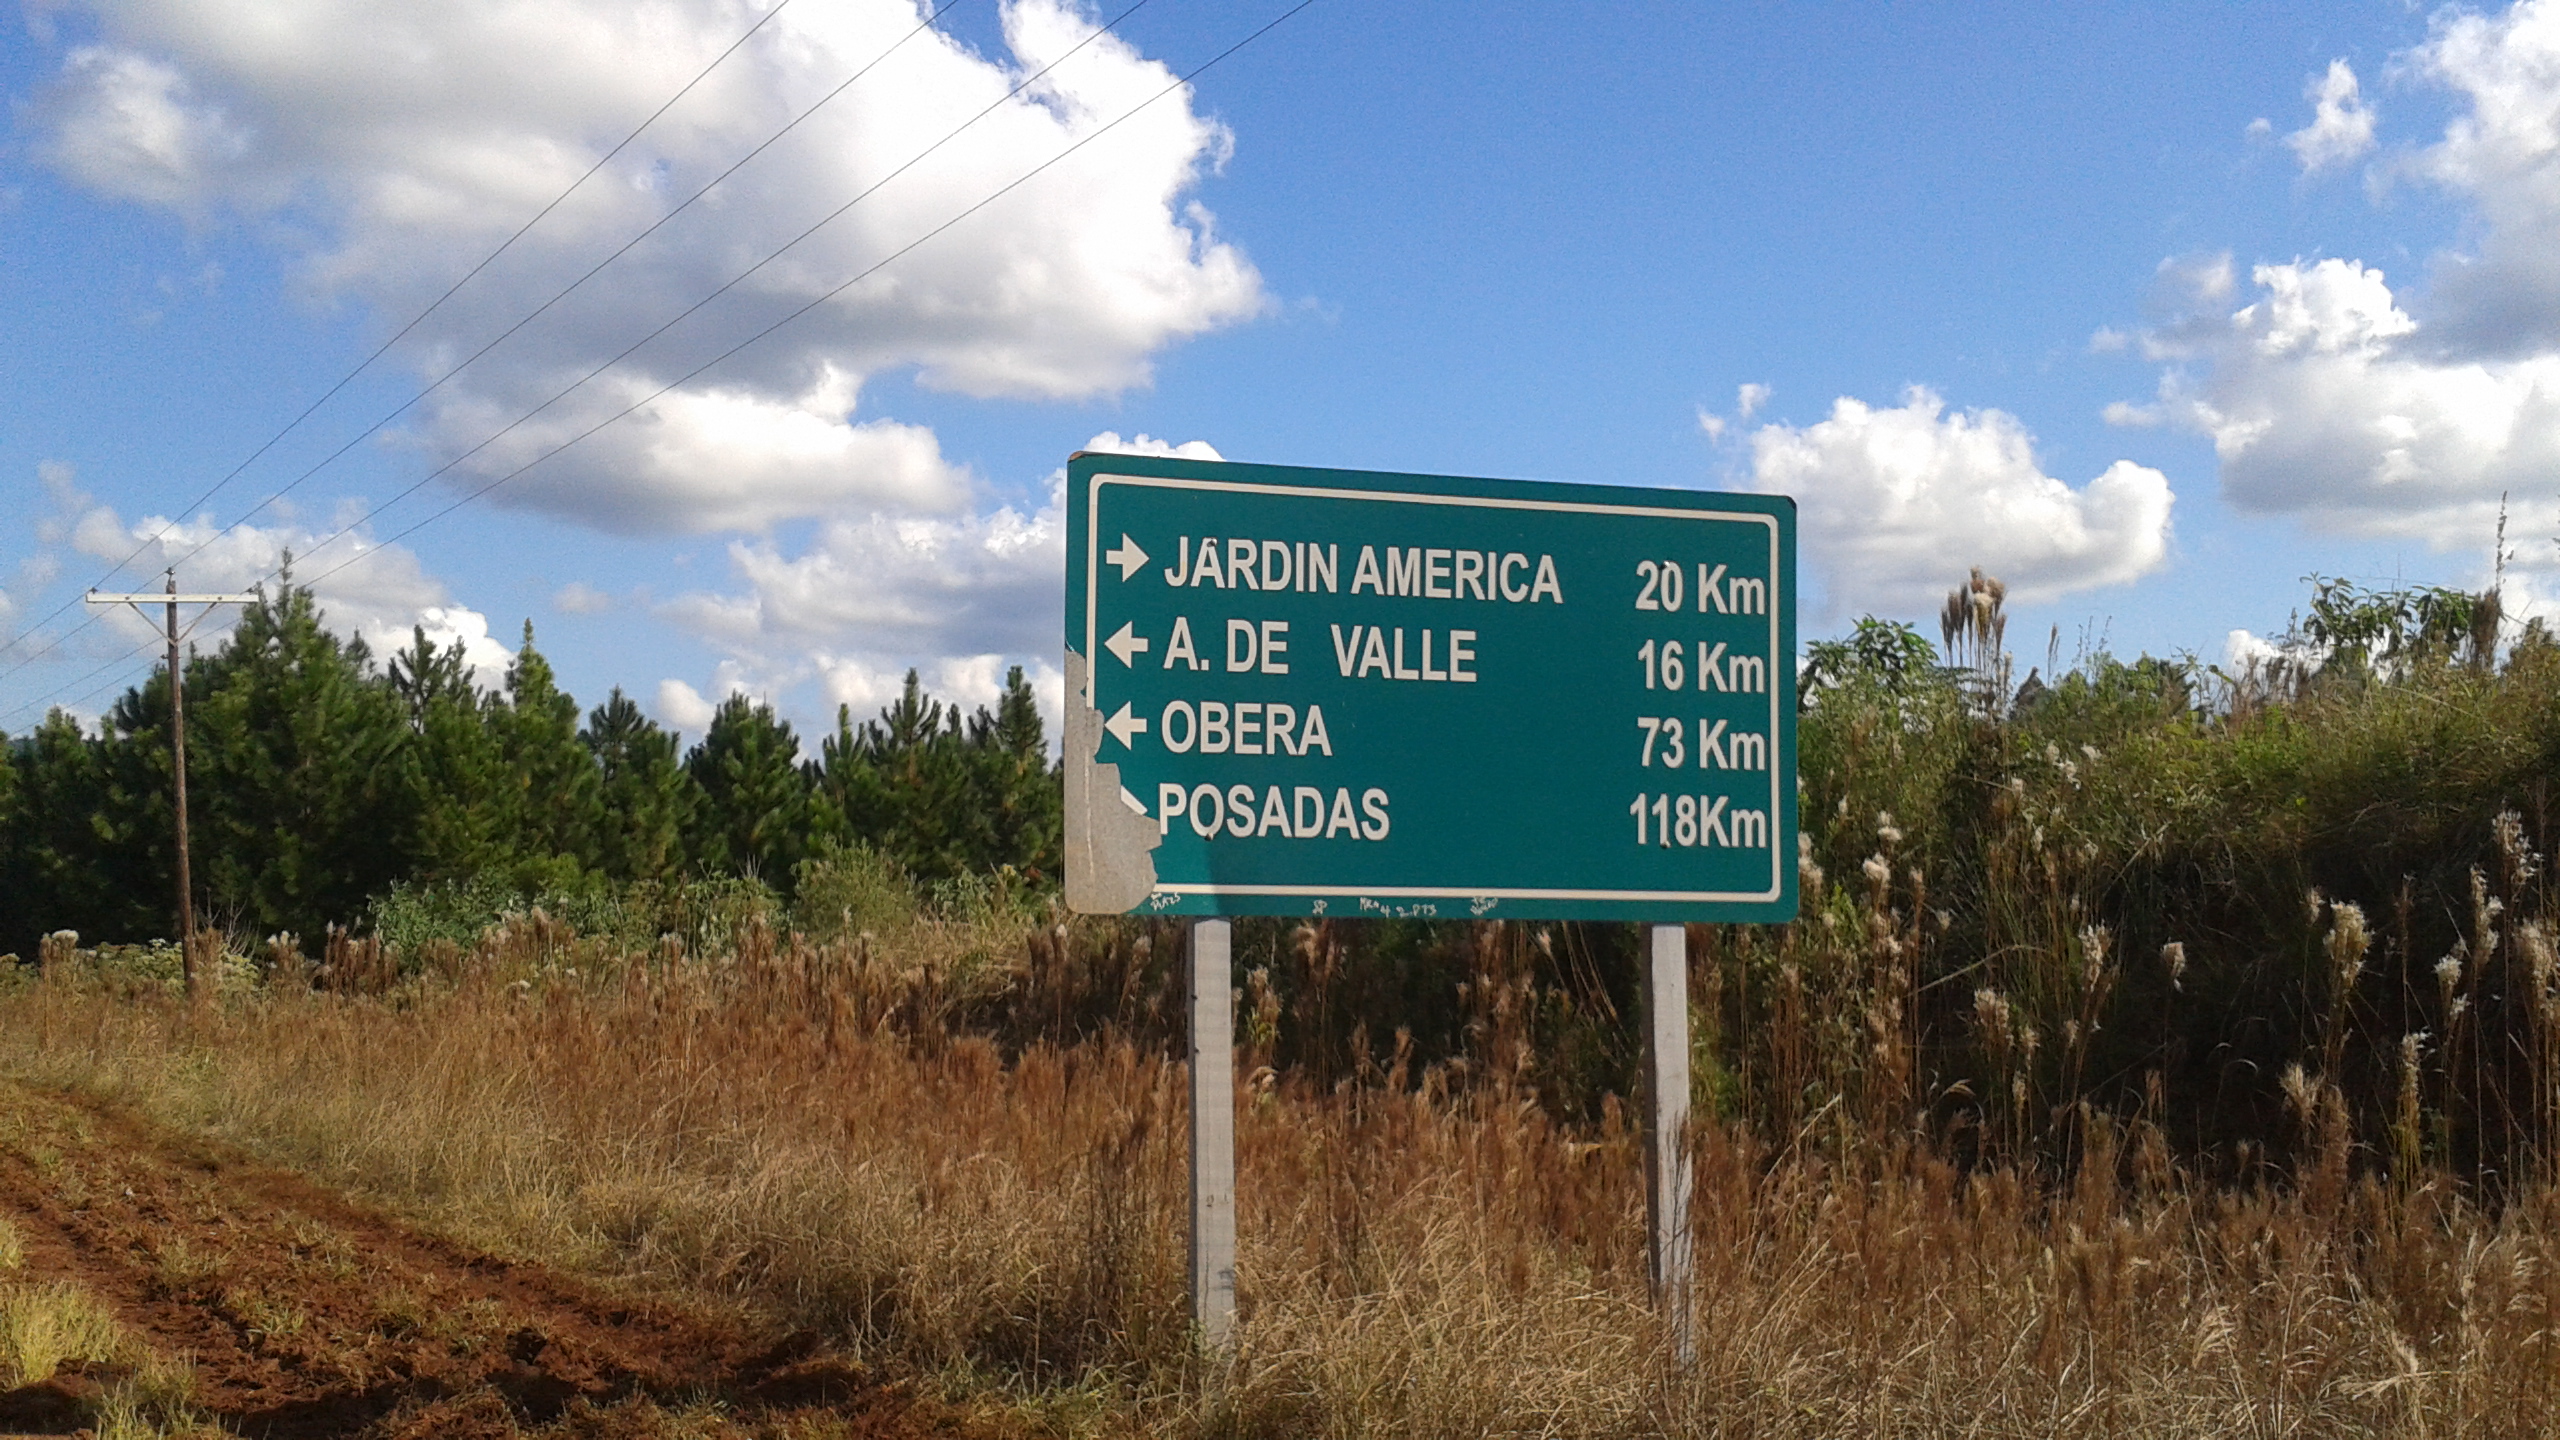 JARDIN AMERICA 20 Km
A. DE VALLE 16 Km
OBERA 73 Km
POSADAS 118Km